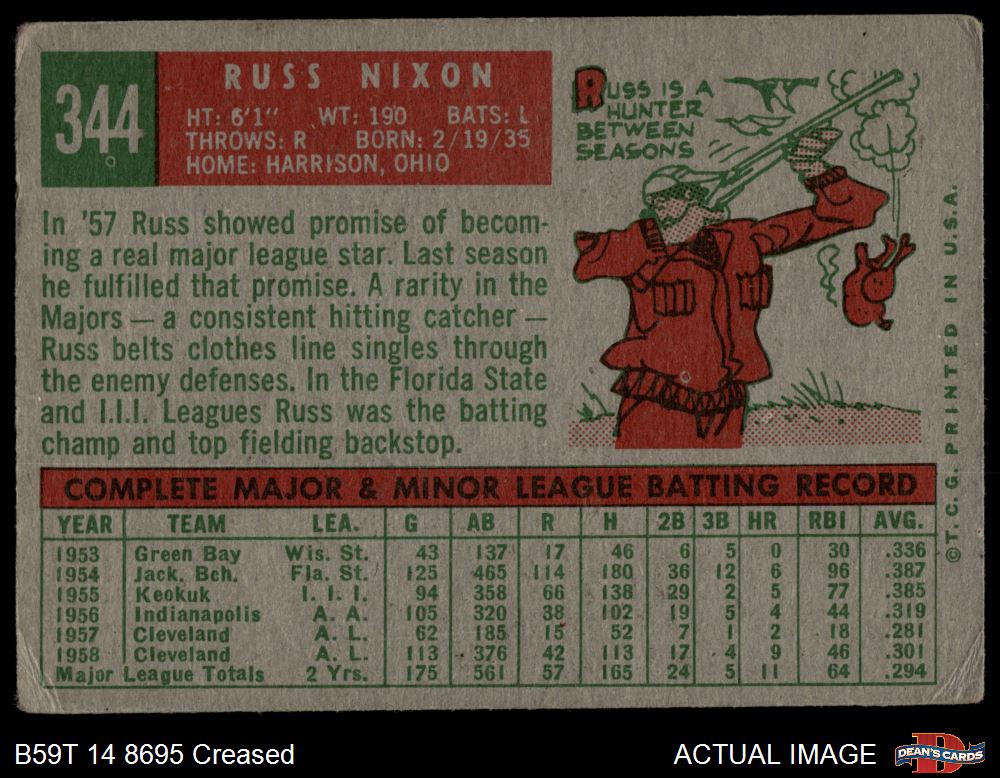 344
RUSS NIXON
HT: 6'1" WT: 190 BATS: L
THROWS: R BORN: 2/19/35
HOME: HARRISON, OHIO
RUSS IS A
HUNTER
BETWEEN
SEASONS
In '57 Russ showed promise of becom-
ing a real major league star. Last season
he fulfilled that promise. A rarity in the
Majors — a consistent hitting catcher —
Russ belts clothes line singles through
the enemy defenses. In the Florida State
and I.I.I. Leagues Russ was the batting
champ and top fielding backstop.
COMPLETE MAJOR & MINOR LEAGUE BATTING RECORD
YEAR TEAM LEA. G AB R H 2B 3B HR RBI AVG.
1953 Green Bay Wis. St. 43 137 17 46 6 5 0 30 .336
1954 Jack. Bch. Fla. St. 125 465 114 180 36 12 6 96 .387
1955 Keokuk I. I. I. 94 358 66 138 29 2 5 77 .385
1956 Indianapolis A. A. 105 320 38 102 19 5 4 44 .319
1957 Cleveland A. L. 62 185 15 52 7 1 2 18 .281
1958 Cleveland A. L. 113 376 42 113 17 4 9 46 .301
Major League Totals 2 Yrs. 175 561 57 165 24 5 11 64 .294
©T.C.G. PRINTED IN U.S.A.
B59T 14 8695 Creased
ACTUAL IMAGE
DEAN'S CARDS